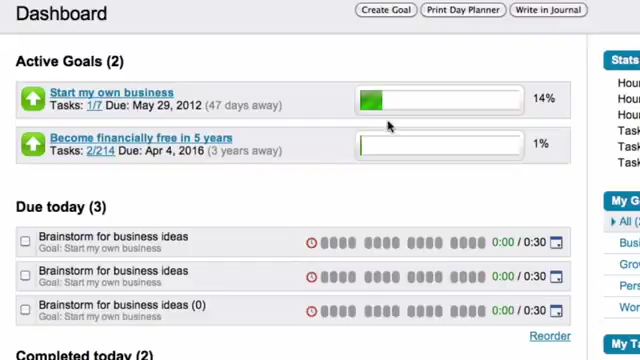 Dashboard
Create Goal
Print Day Planner
Write in Journal
Active Goals (2)
Start my own business
Tasks: 1/7 Due: May 29, 2012 (47 days away)
14%
Become financially free in 5 years
Tasks: 2/214 Due: Apr 4, 2016 (3 years away)
1%
Due today (3)
Brainstorm for business ideas
Goal: Start my own business
0:00 / 0:30
Brainstorm for business ideas
Goal: Start my own business
0:00 / 0:30
Brainstorm for business ideas (0)
Goal: Start my own business
0:00 / 0:30
Reorder
Completed today (2)
Stats
Hour
Hour
Hour
Task
Task
Task
My G
All (
Busi
Grov
Pers
Wor
My T